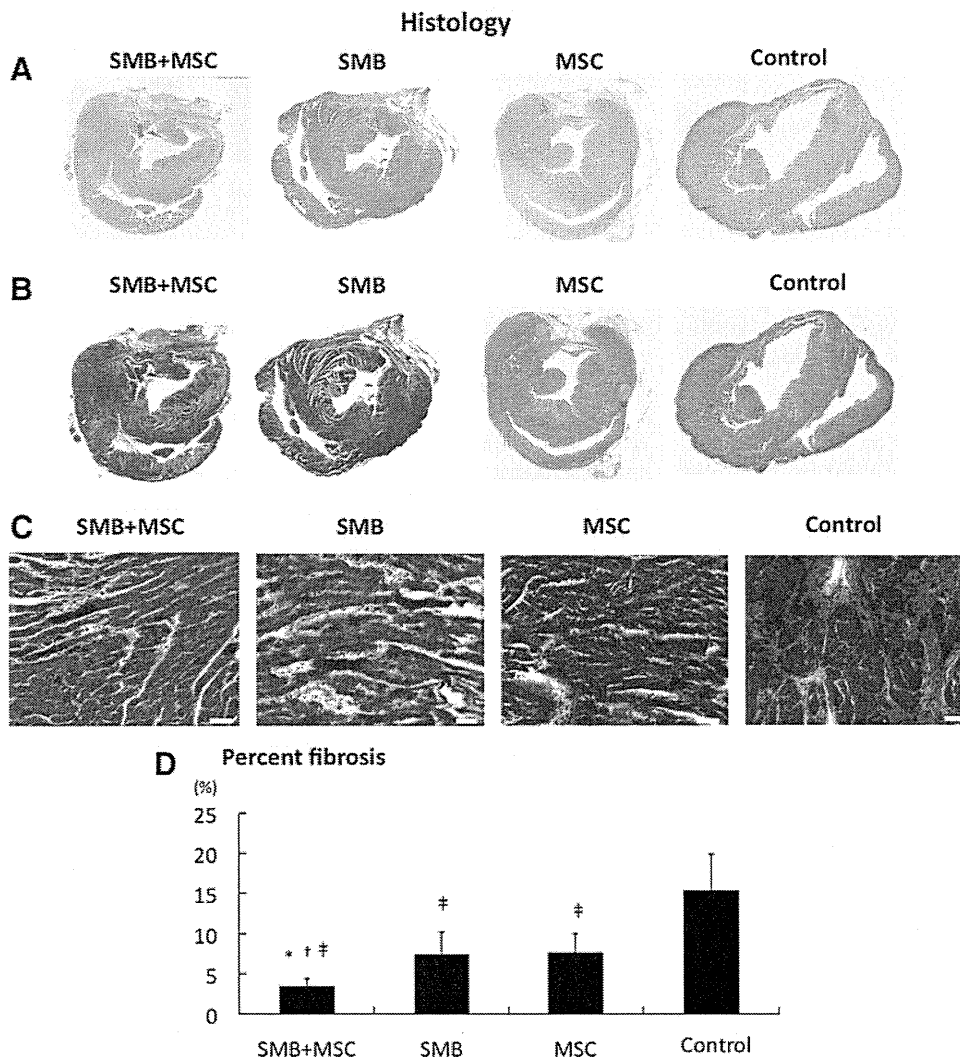 Histology
A
SMB+MSC SMB MSC Control
B
SMB+MSC SMB MSC Control
C
SMB+MSC SMB MSC Control
D Percent fibrosis
(%)
25
20
15
10
5
0
* † ‡
‡
‡
SMB+MSC SMB MSC Control